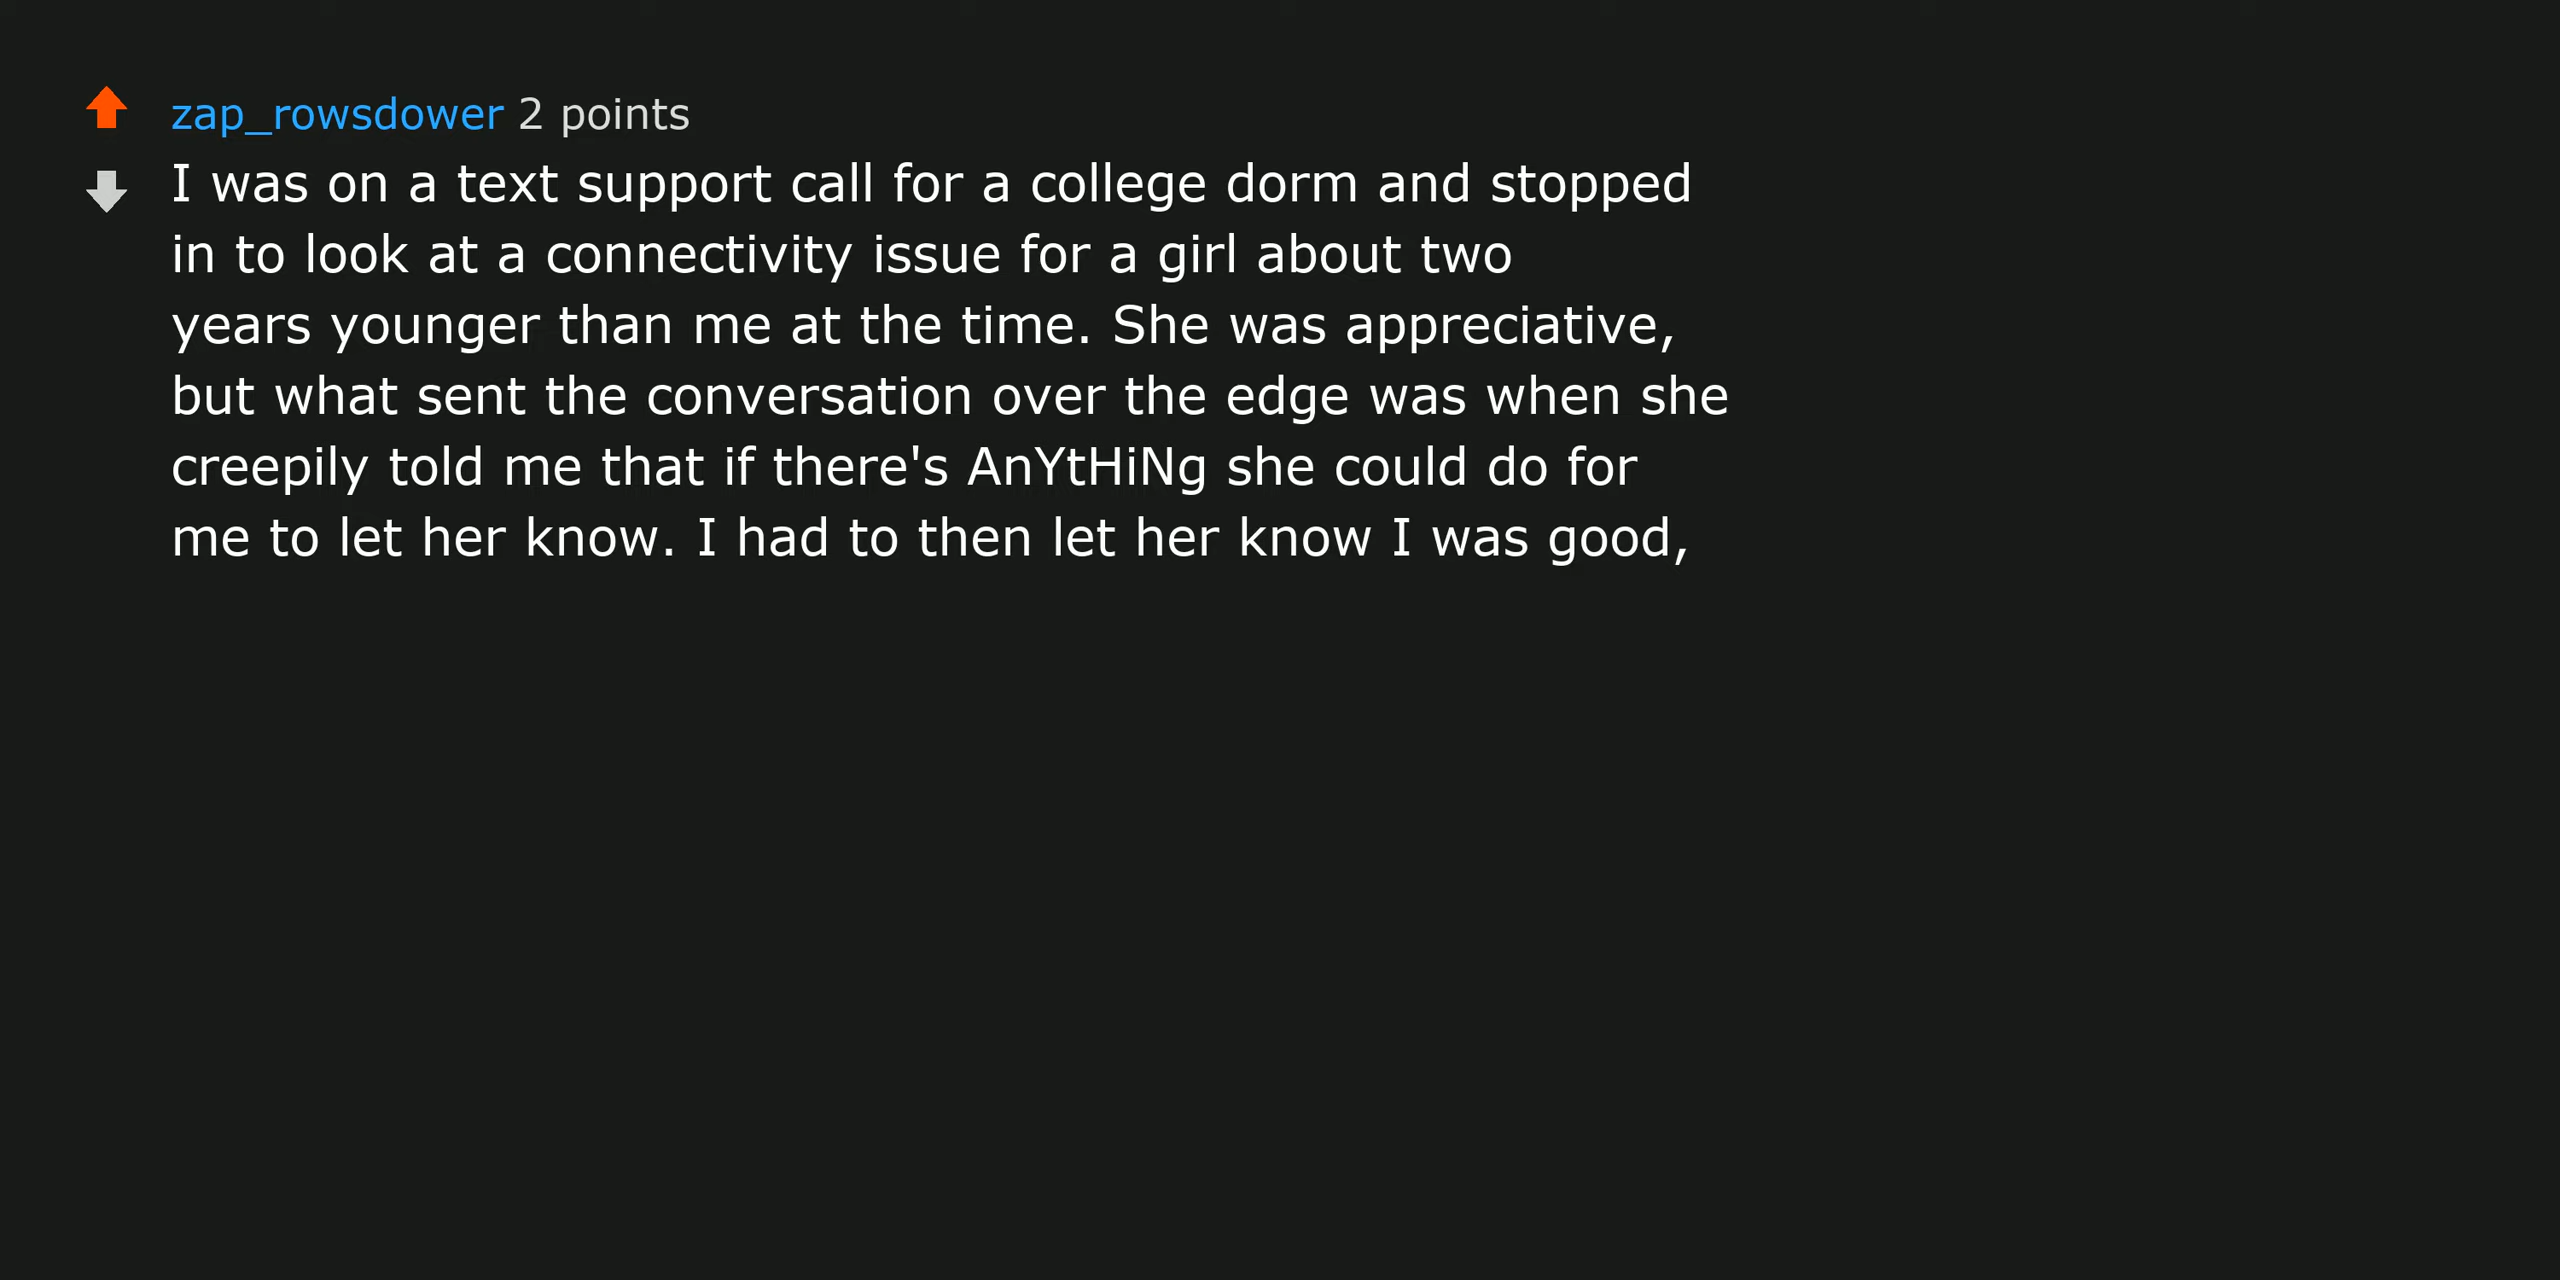 zap_rowsdower 2 points
I was on a text support call for a college dorm and stopped
in to look at a connectivity issue for a girl about two
years younger than me at the time. She was appreciative,
but what sent the conversation over the edge was when she
creepily told me that if there's AnYtHiNg she could do for
me to let her know. I had to then let her know I was good,